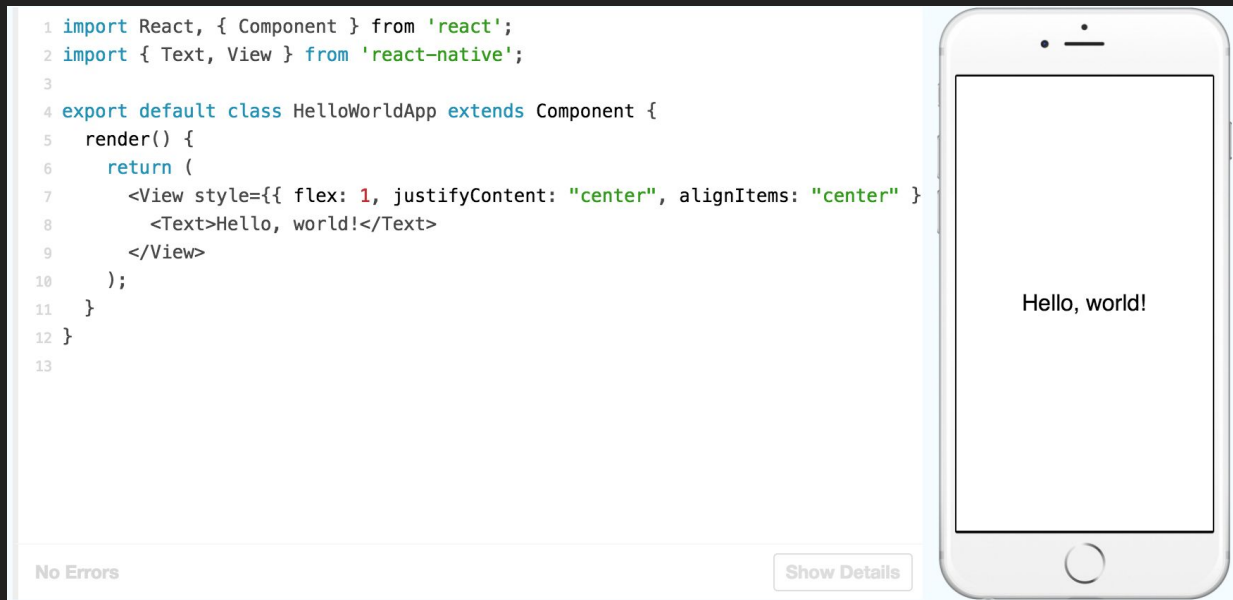 1 import React, { Component } from 'react';
2 import { Text, View } from 'react-native';
3
4 export default class HelloWorldApp extends Component {
5   render() {
6     return (
7       <View style={{ flex: 1, justifyContent: "center", alignItems: "center" }
8         <Text>Hello, world!</Text>
9       </View>
10     );
11   }
12 }
13
Hello, world!
No Errors
Show Details